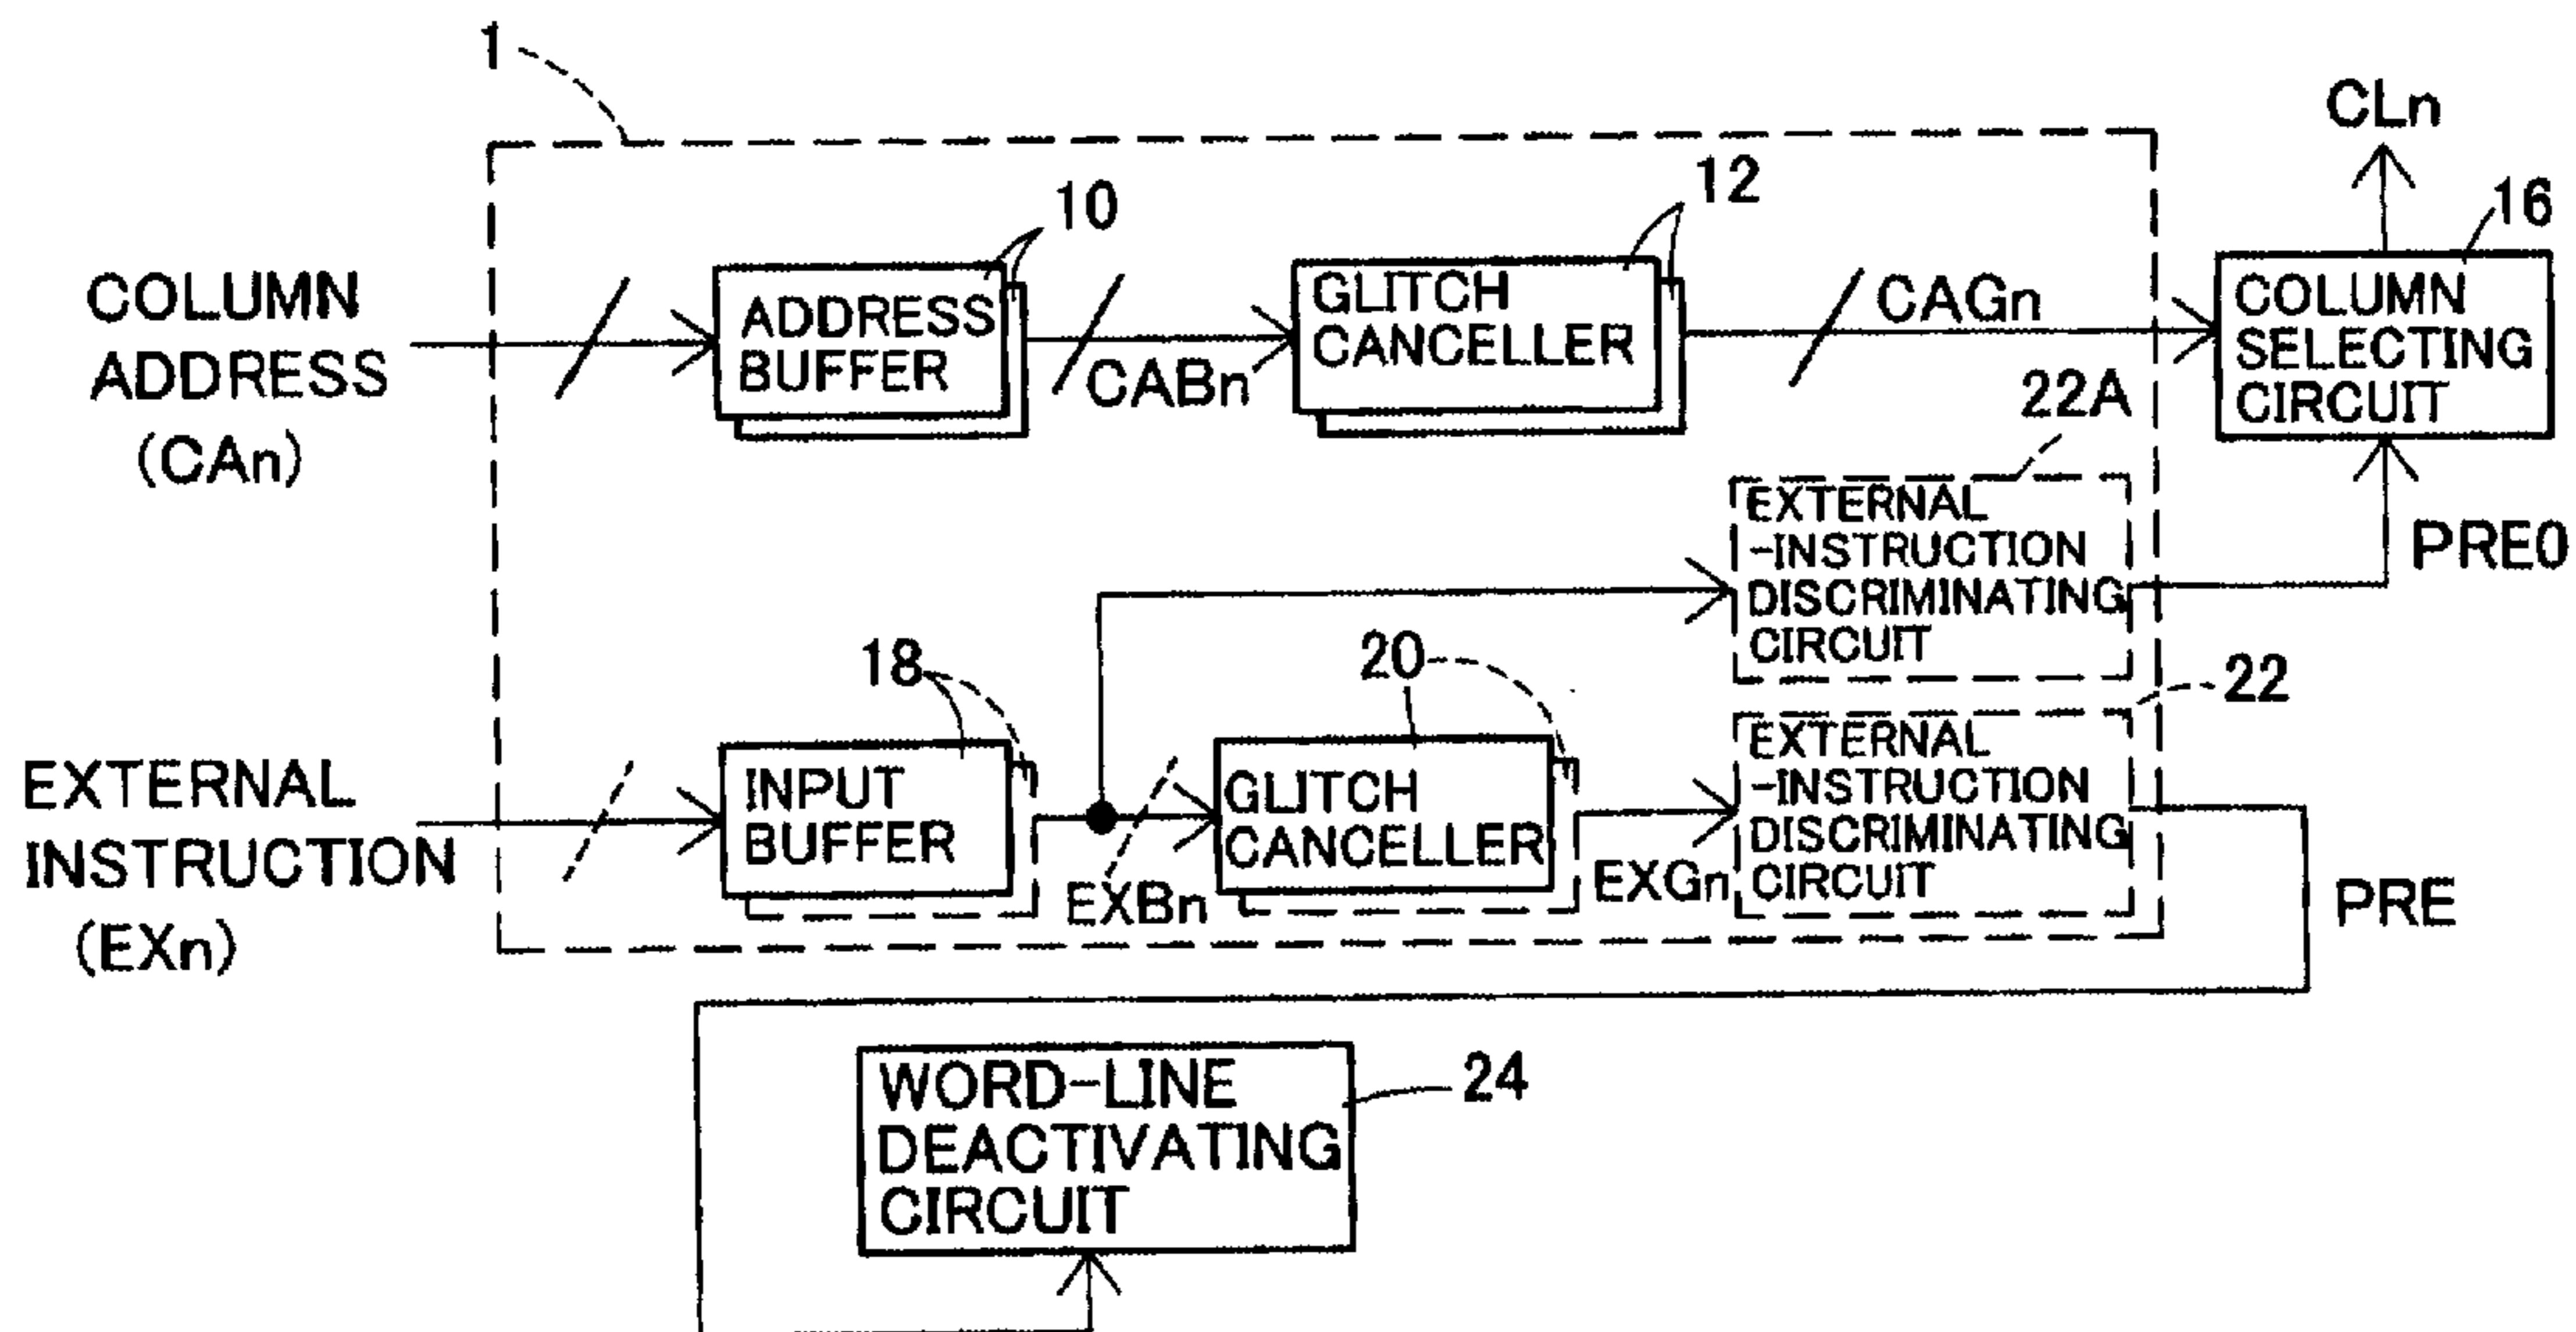 1
CLn
10
12
16
COLUMN
ADDRESS
(CAn)
ADDRESS
BUFFER
CABn
GLITCH
CANCELLER
CAGn
COLUMN
SELECTING
CIRCUIT
22A
EXTERNAL
-INSTRUCTION
DISCRIMINATING
CIRCUIT
PRE0
18
20
22
EXTERNAL
INSTRUCTION
(EXn)
INPUT
BUFFER
EXBn
GLITCH
CANCELLER
EXGn
EXTERNAL
-INSTRUCTION
DISCRIMINATING
CIRCUIT
PRE
WORD-LINE
DEACTIVATING
CIRCUIT
24